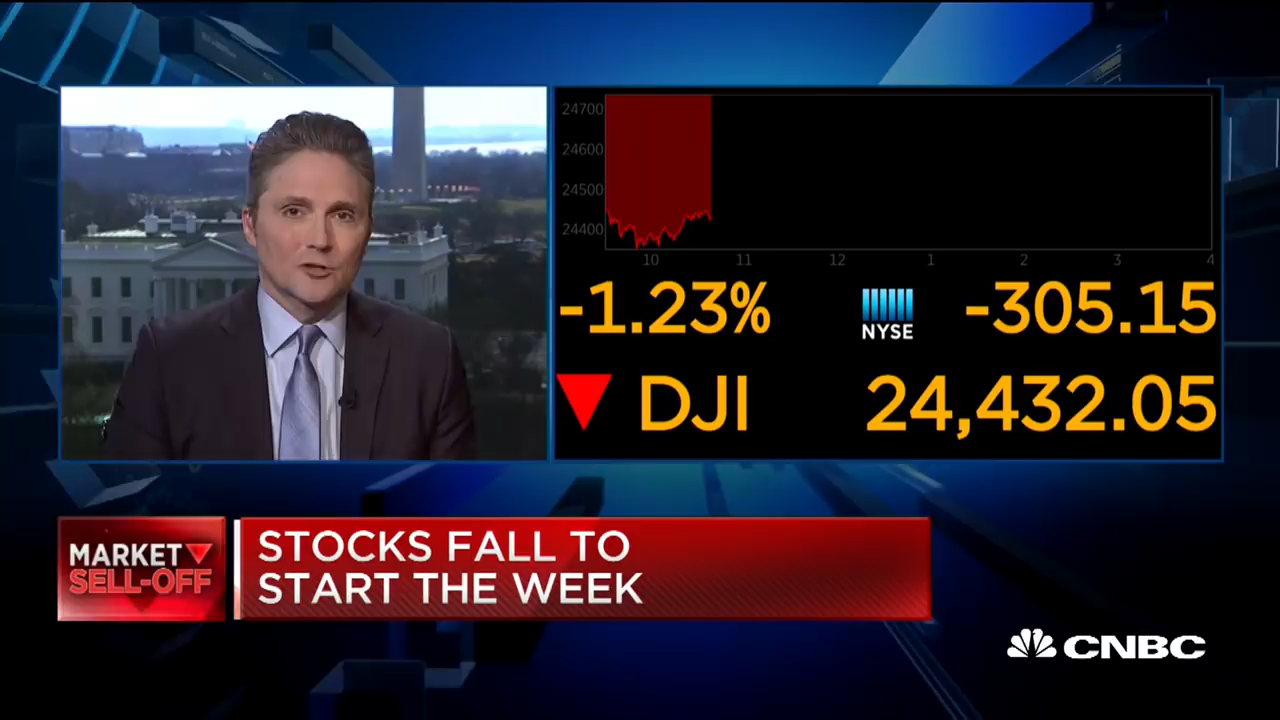 24700
24600
24500
24400
10 11 12 1 2 3 4
-1.23% NYSE -305.15
DJI 24,432.05
MARKET
SELL-OFF
STOCKS FALL TO
START THE WEEK
CNBC